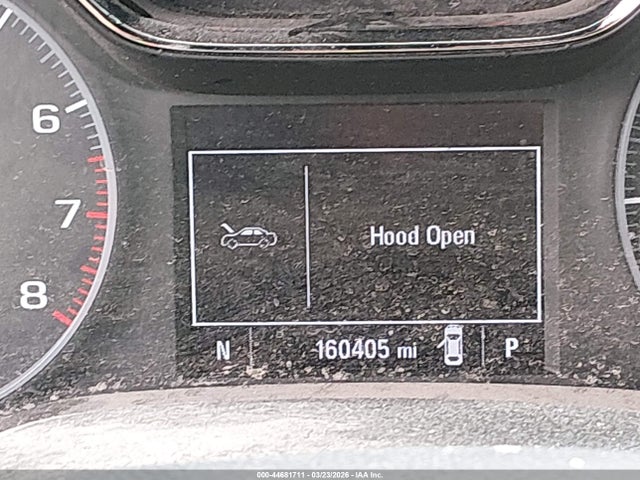 6
7
8
Hood Open
N 160405 mi P
000-44681711 - 03/23/2026 - IAA Inc.